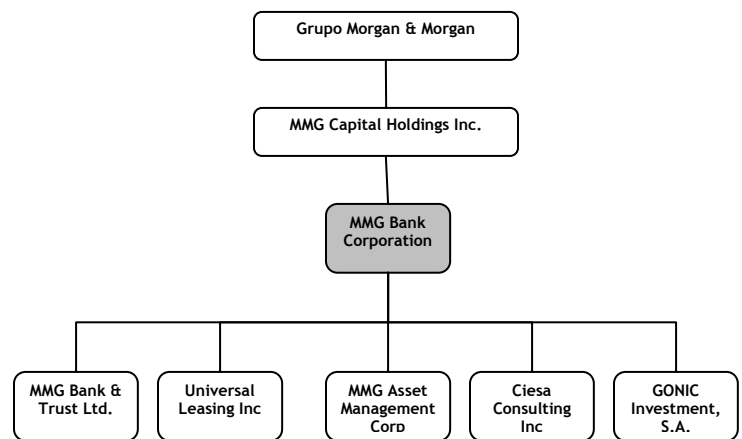 Grupo Morgan & Morgan
MMG Capital Holdings Inc.
MMG Bank
Corporation
MMG Bank &
Trust Ltd.
Universal
Leasing Inc
MMG Asset
Management
Corp
Ciesa
Consulting
Inc
GONIC
Investment,
S.A.